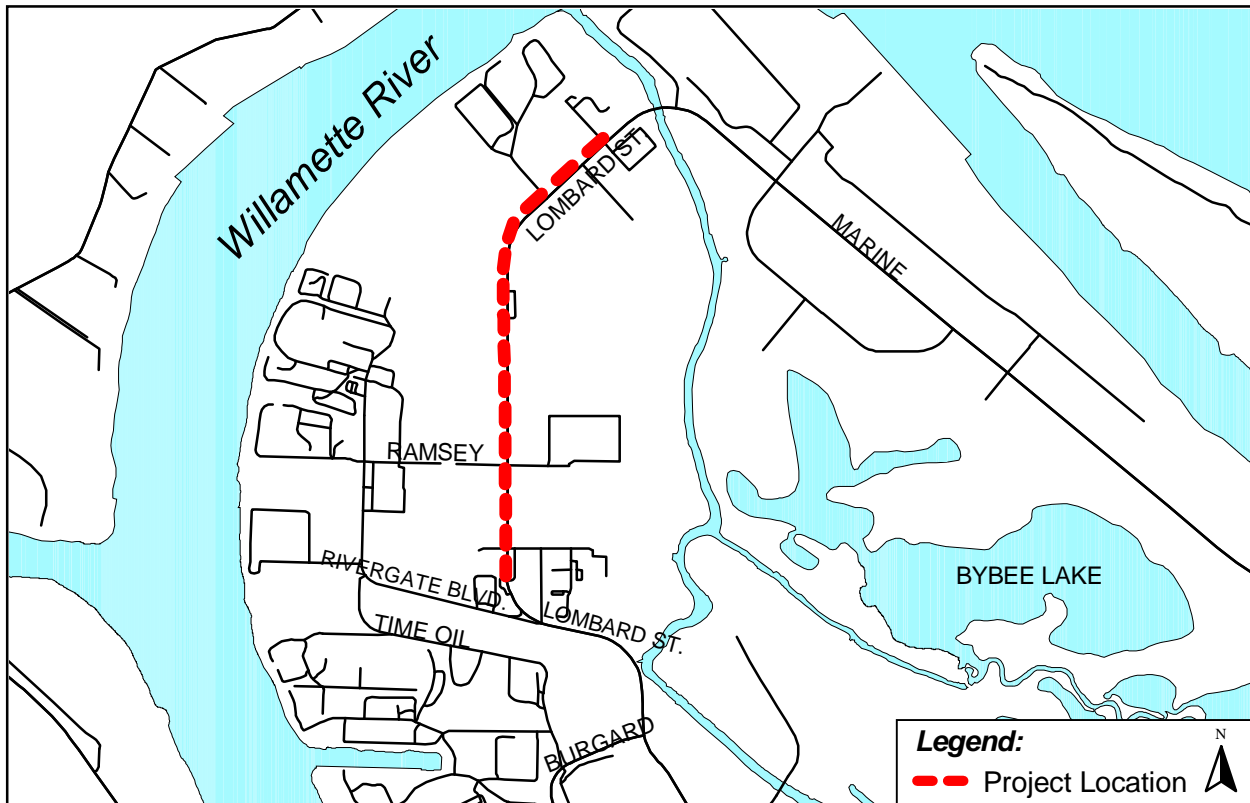 Willamette River
LOMBARD ST.
MARINE
RAMSEY
BYBEE LAKE
RIVERGATE BLVD.
LOMBARD ST.
TIME OIL
BURGARD
Legend:
N
Project Location